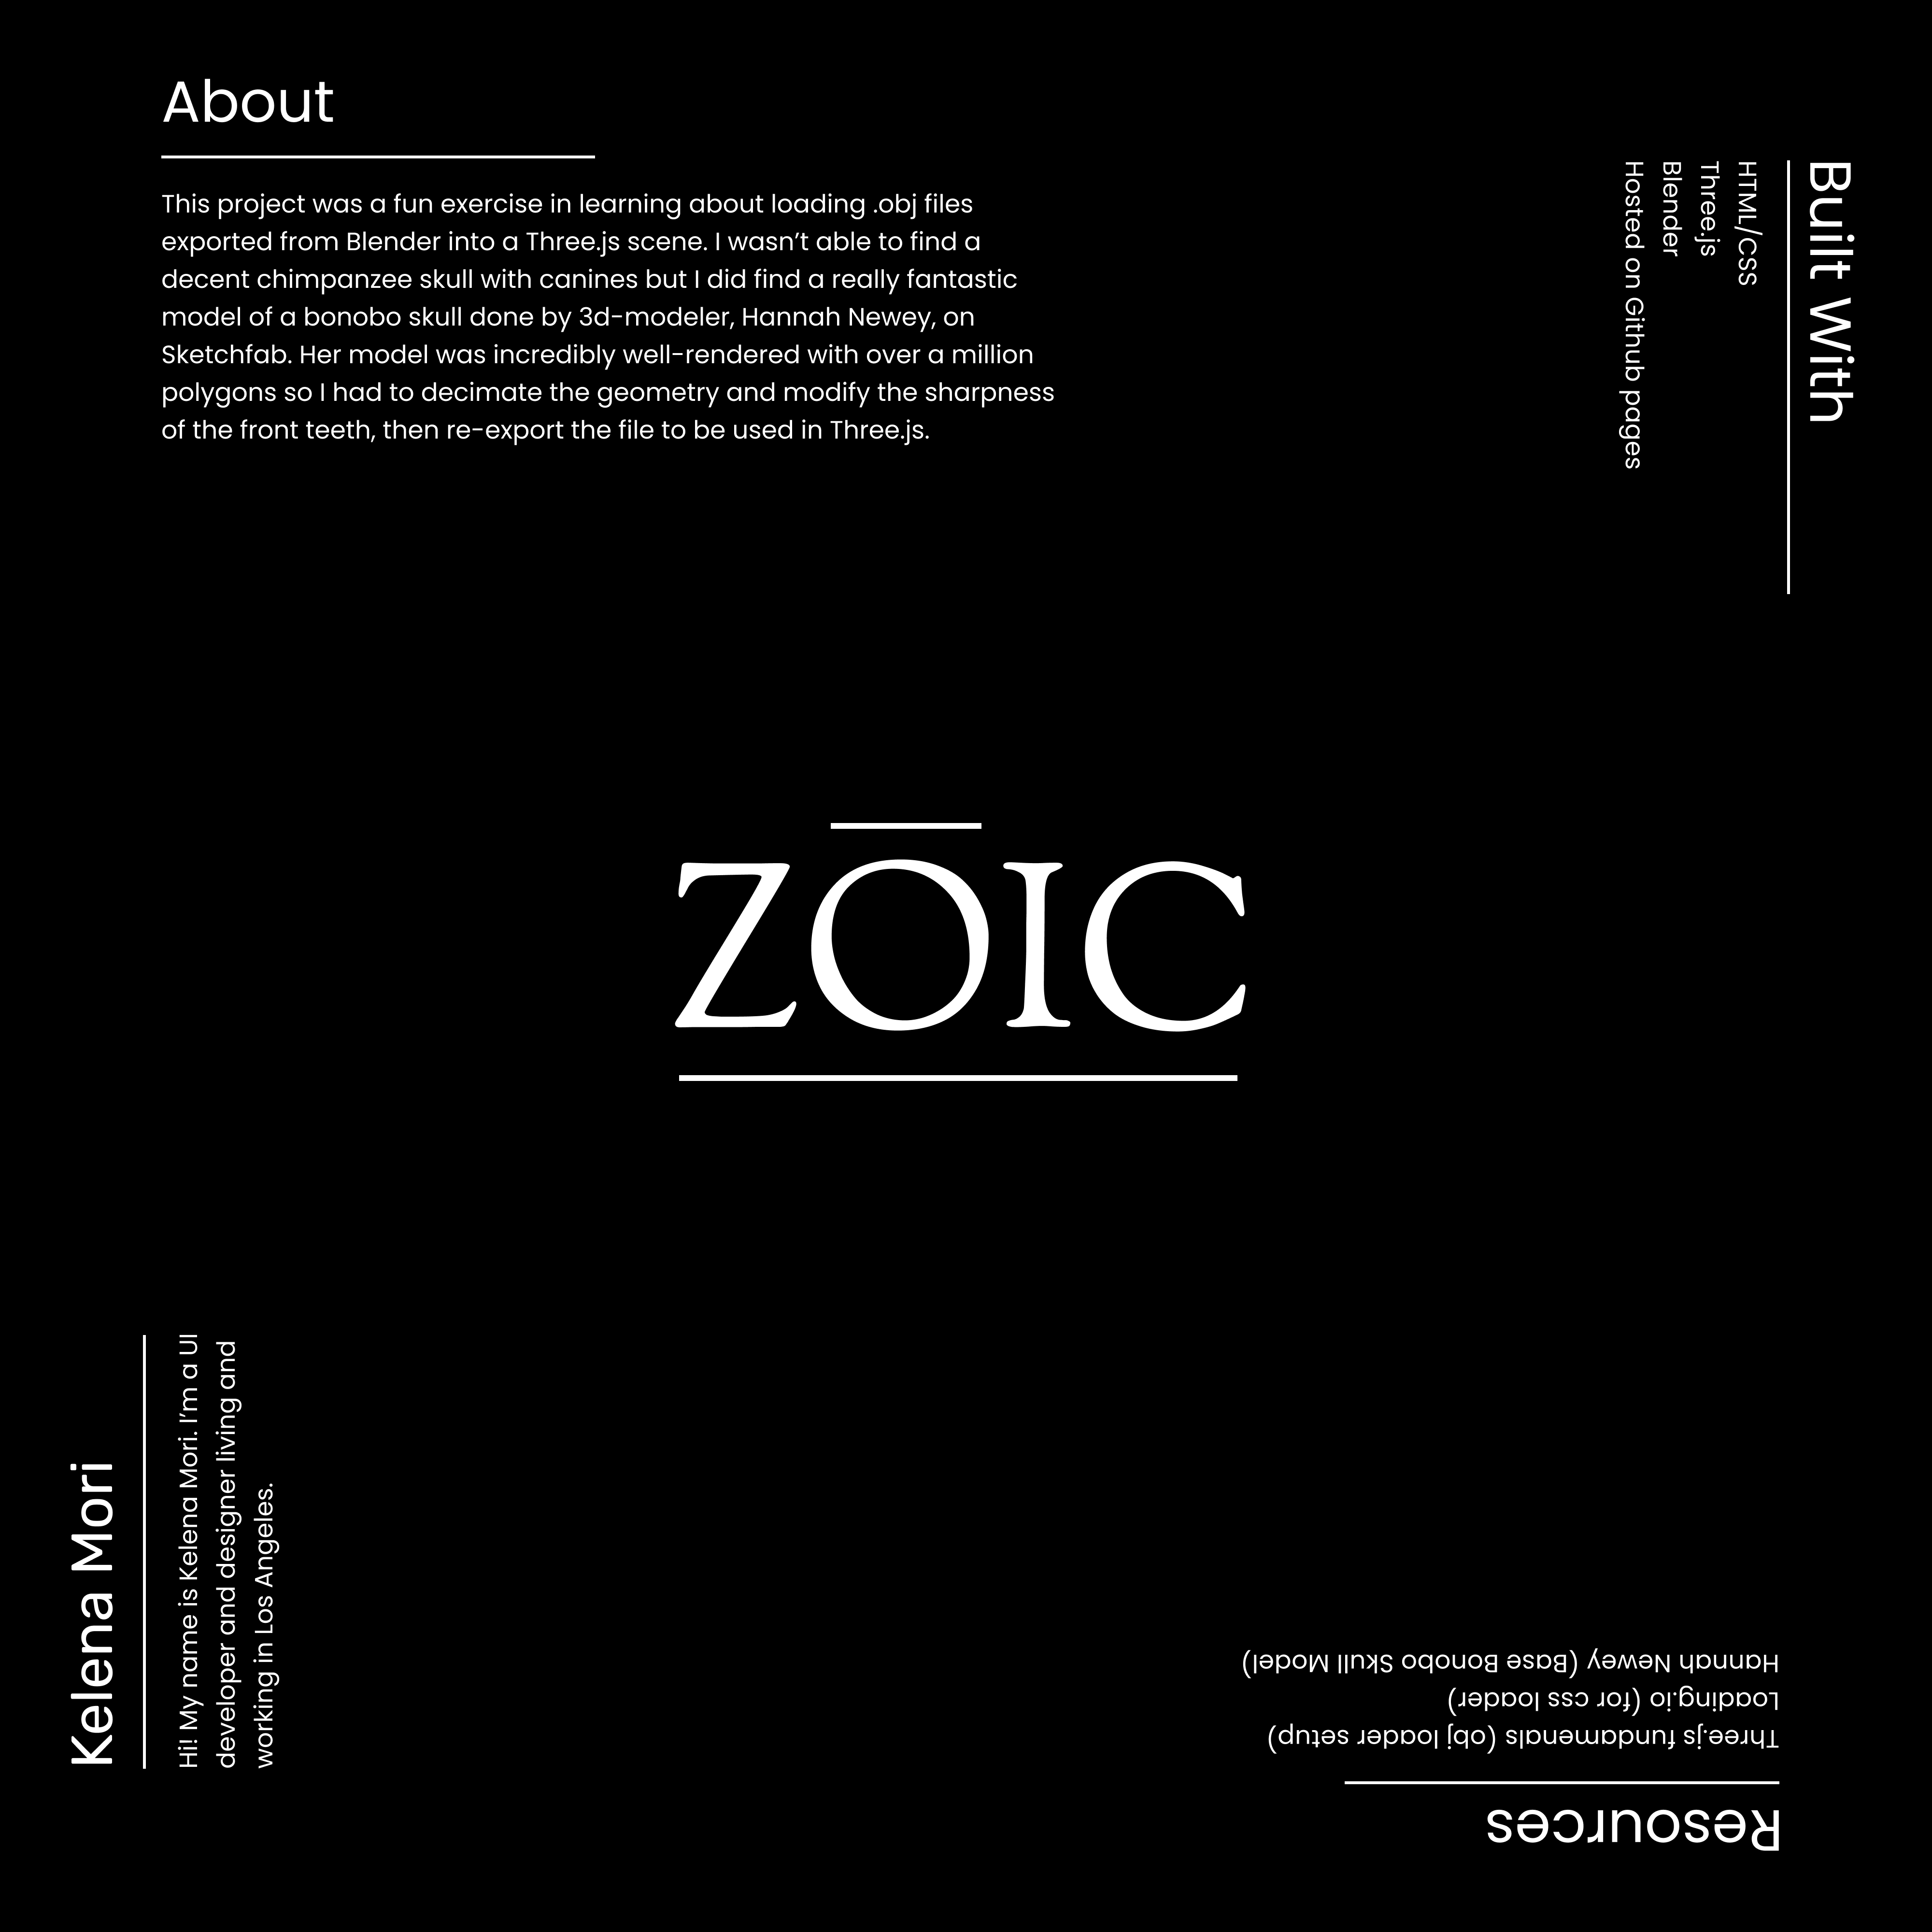 About
This project was a fun exercise in learning about loading .obj files
exported from Blender into a Three.js scene. I wasn’t able to find a
decent chimpanzee skull with canines but I did find a really fantastic
model of a bonobo skull done by 3d-modeler, Hannah Newey, on
Sketchfab. Her model was incredibly well-rendered with over a million
polygons so I had to decimate the geometry and modify the sharpness
of the front teeth, then re-export the file to be used in Three.js.
Built With
HTML/CSS
Three.js
Blender
Hosted on Github pages
ZŌIC
Kelena Mori
Hi! My name is Kelena Mori. I’m a UI
developer and designer living and
working in Los Angeles.
Resources
Three.js fundamenals (obj loader setup)
Loading.io (for css loader)
Hannah Newey (Base Bonobo Skull Model)